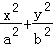 x²/a² + y²/b²